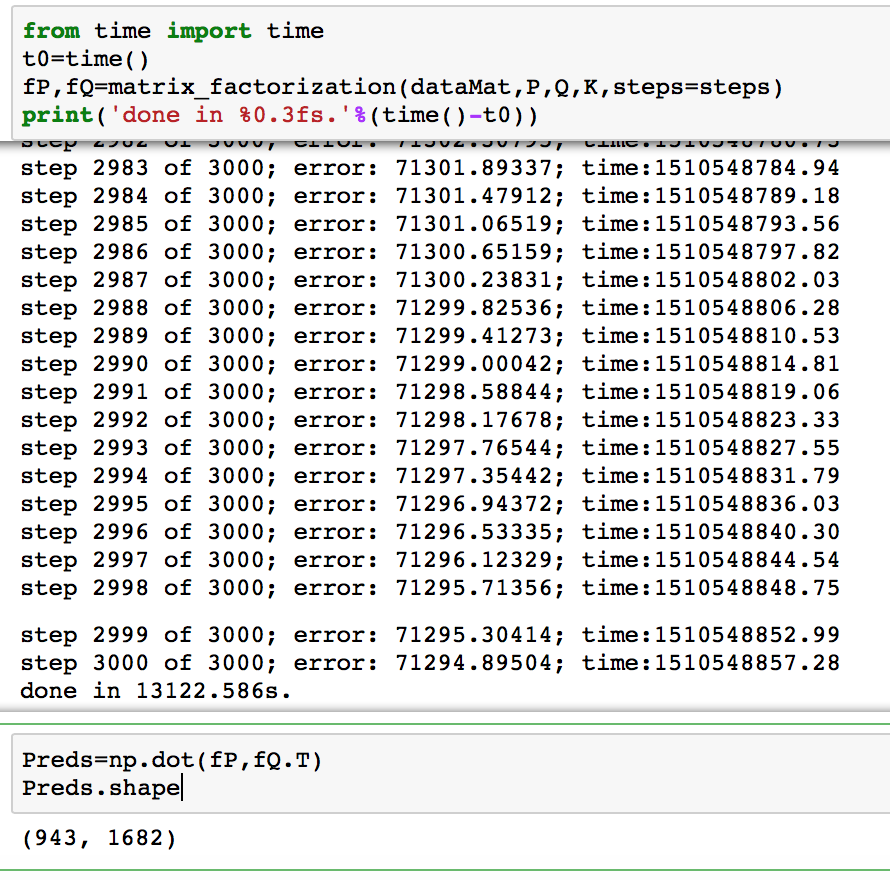 from time import time
t0=time()
fP,fQ=matrix_factorization(dataMat,P,Q,K,steps=steps)
print('done in %0.3fs.'%(time()-t0))
step 2982 of 3000; error: 71302.30795; time:1510548780.73
step 2983 of 3000; error: 71301.89337; time:1510548784.94
step 2984 of 3000; error: 71301.47912; time:1510548789.18
step 2985 of 3000; error: 71301.06519; time:1510548793.56
step 2986 of 3000; error: 71300.65159; time:1510548797.82
step 2987 of 3000; error: 71300.23831; time:1510548802.03
step 2988 of 3000; error: 71299.82536; time:1510548806.28
step 2989 of 3000; error: 71299.41273; time:1510548810.53
step 2990 of 3000; error: 71299.00042; time:1510548814.81
step 2991 of 3000; error: 71298.58844; time:1510548819.06
step 2992 of 3000; error: 71298.17678; time:1510548823.33
step 2993 of 3000; error: 71297.76544; time:1510548827.55
step 2994 of 3000; error: 71297.35442; time:1510548831.79
step 2995 of 3000; error: 71296.94372; time:1510548836.03
step 2996 of 3000; error: 71296.53335; time:1510548840.30
step 2997 of 3000; error: 71296.12329; time:1510548844.54
step 2998 of 3000; error: 71295.71356; time:1510548848.75
step 2999 of 3000; error: 71295.30414; time:1510548852.99
step 3000 of 3000; error: 71294.89504; time:1510548857.28
done in 13122.586s.
Preds=np.dot(fP,fQ.T)
Preds.shape
(943, 1682)